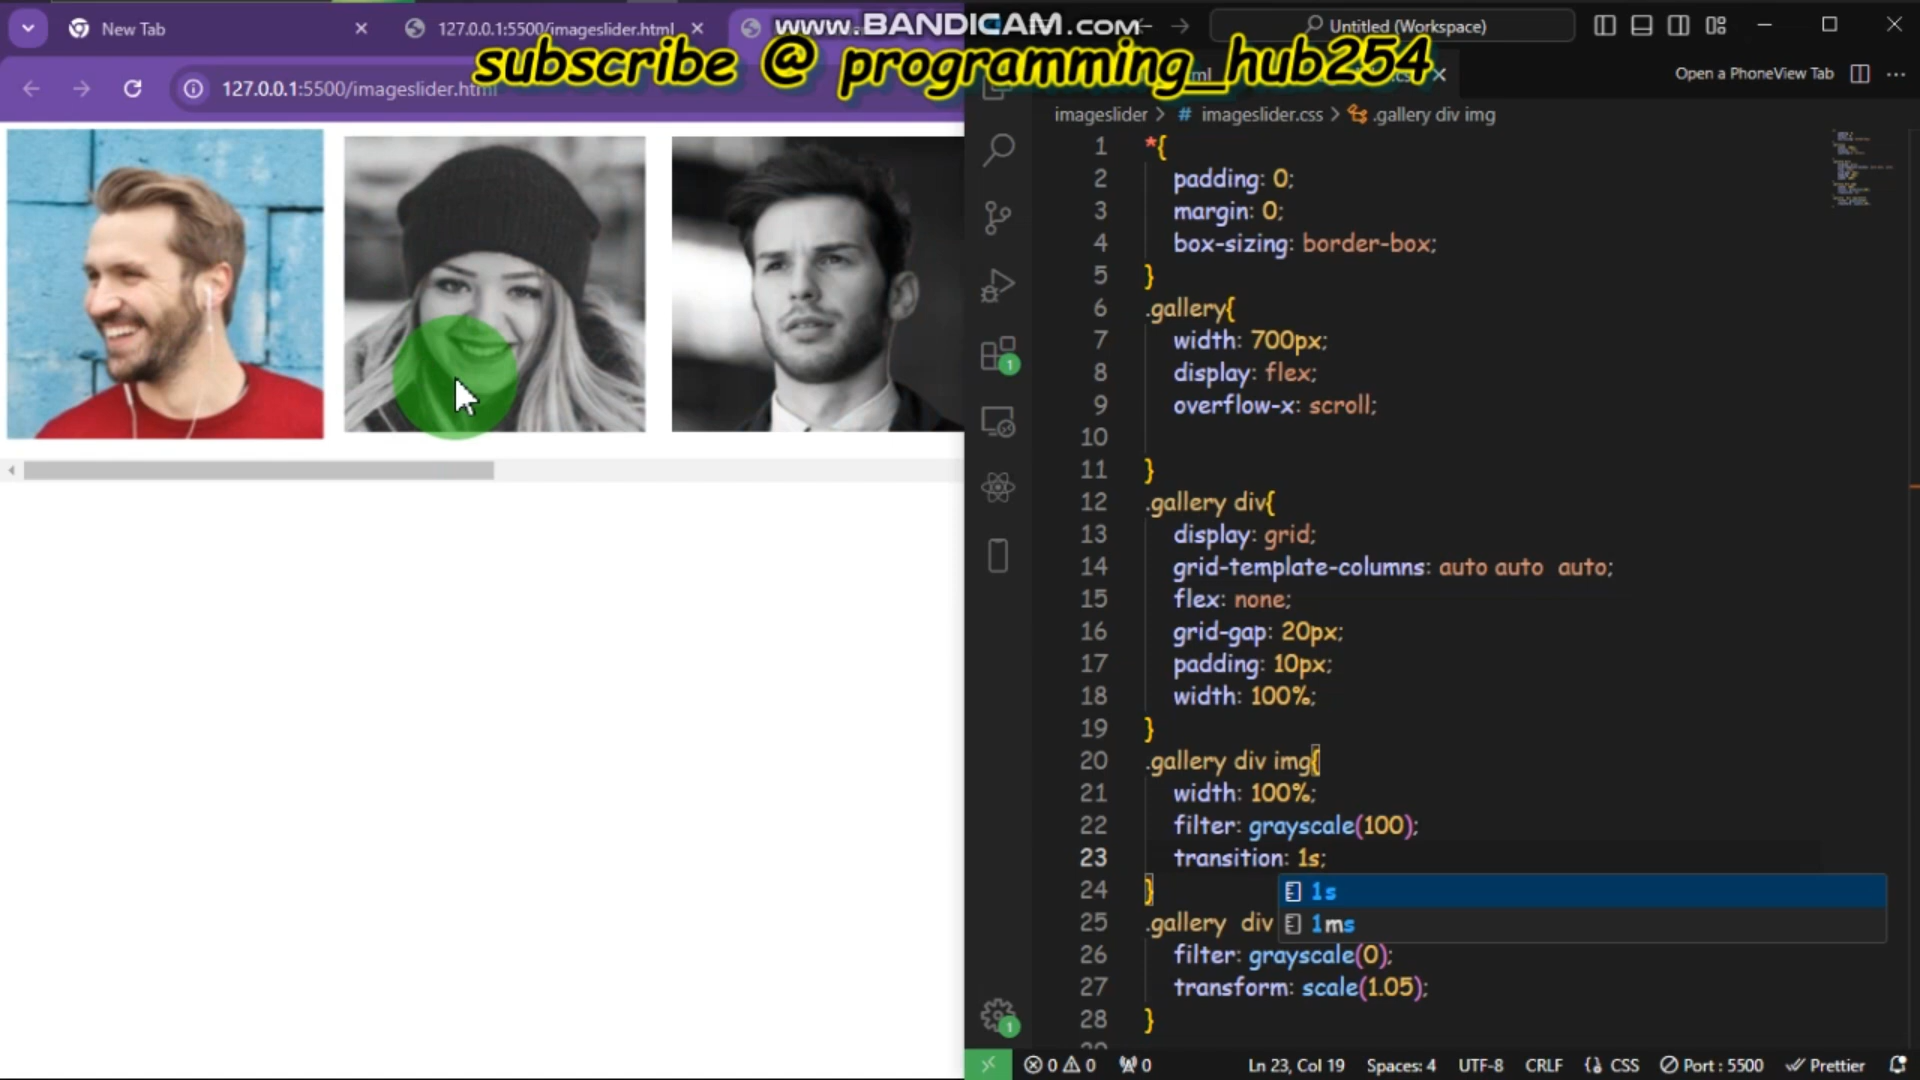 New Tab
127.0.0.1:5500/imageslider.html
www.BANDICAM.com
Untitled (Workspace)
subscribe @ programming_hub254
Open a PhoneView Tab
127.0.0.1:5500/imageslider.html
imageslider > # imageslider.css > .gallery div img
1 *{
2 padding: 0;
3 margin: 0;
4 box-sizing: border-box;
5 }
6 .gallery{
7 width: 700px;
8 display: flex;
9 overflow-x: scroll;
10
11 }
12 .gallery div{
13 display: grid;
14 grid-template-columns: auto auto  auto;
15 flex: none;
16 grid-gap: 20px;
17 padding: 10px;
18 width: 100%;
19 }
20 .gallery div img{
21 width: 100%;
22 filter: grayscale(100);
23 transition: 1s;
24 }
1s
25 .gallery  div
1ms
26 filter: grayscale(0);
27 transform: scale(1.05);
28 }
1
1
0 0 0 Ln 23, Col 19 Spaces: 4 UTF-8 CRLF {} CSS Port : 5500 Prettier